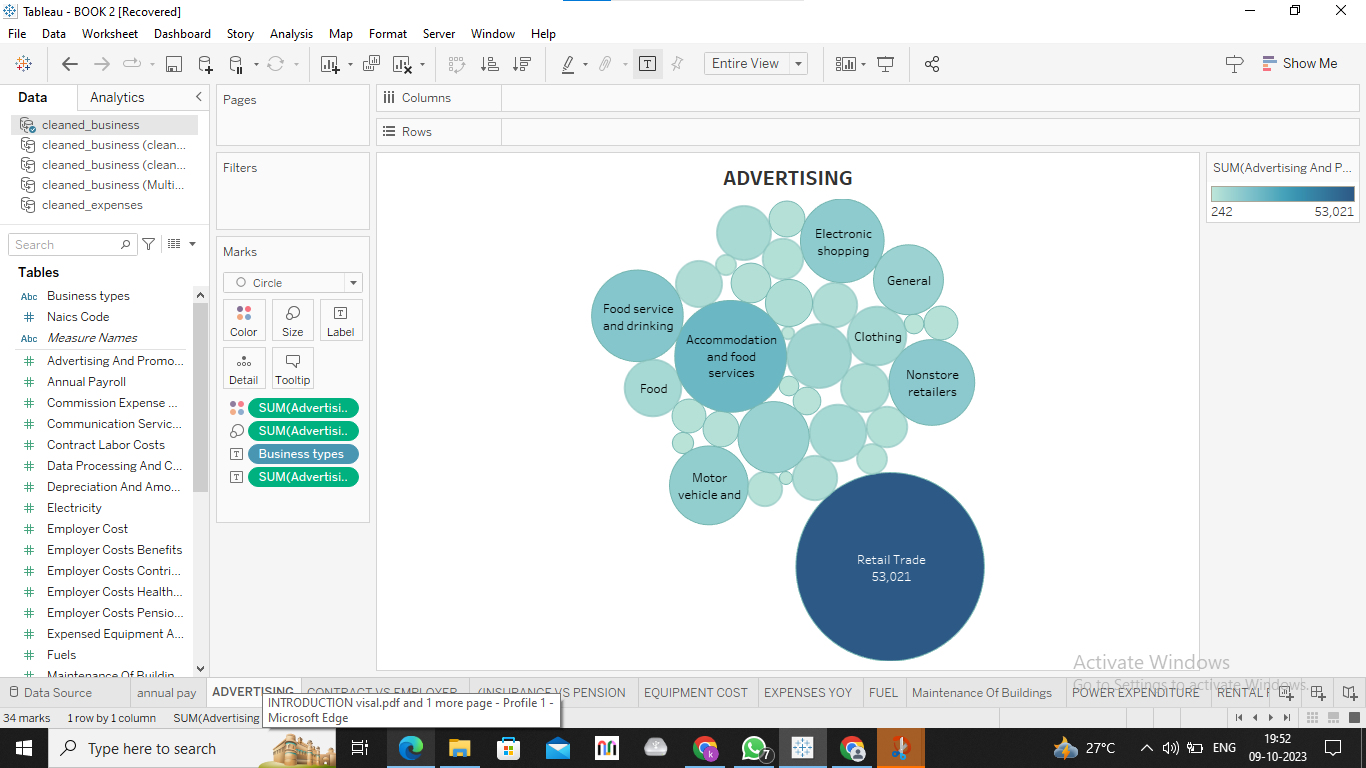 Tableau - BOOK 2 [Recovered]
File Data Worksheet Dashboard Story Analysis Map Format Server Window Help
Entire View
Show Me
Data
Analytics
cleaned_business
cleaned_business (clean...
cleaned_business (clean...
cleaned_business (Multi...
cleaned_expenses
Search
Tables
Abc Business types
# Naics Code
Abc Measure Names
# Advertising And Promo...
# Annual Payroll
# Commission Expense ...
# Communication Servic...
# Contract Labor Costs
# Data Processing And C...
# Depreciation And Amo...
# Electricity
# Employer Cost
# Employer Costs Benefits
# Employer Costs Contri...
# Employer Costs Health...
# Employer Costs Pensio...
# Expensed Equipment A...
# Fuels
# Maintenance Of Buildin
Pages
Filters
Marks
Circle
Color
Size
T
Label
Detail
Tooltip
SUM(Advertisi..
SUM(Advertisi..
T Business types
T SUM(Advertisi..
Columns
Rows
ADVERTISING
Electronic
shopping
General
Food service
and drinking
Accommodation
and food
services
Clothing
Food
Nonstore
retailers
Motor
vehicle and
Retail Trade
53,021
SUM(Advertising And P...
242
53,021
Activate Windows
Go to Settings to activate Windows.
Data Source
annual pay
ADVERTISING
CONTRACT VS EMPLOYER
(INSURANCE VS PENSION
EQUIPMENT COST
EXPENSES YOY
FUEL
Maintenance Of Buildings
POWER EXPENDITURE
RENTAL
34 marks
1 row by 1 column
SUM(Advertising
INTRODUCTION visal.pdf and 1 more page - Profile 1 -
Microsoft Edge
Type here to search
k
7
27°C
ENG
19:52
09-10-2023